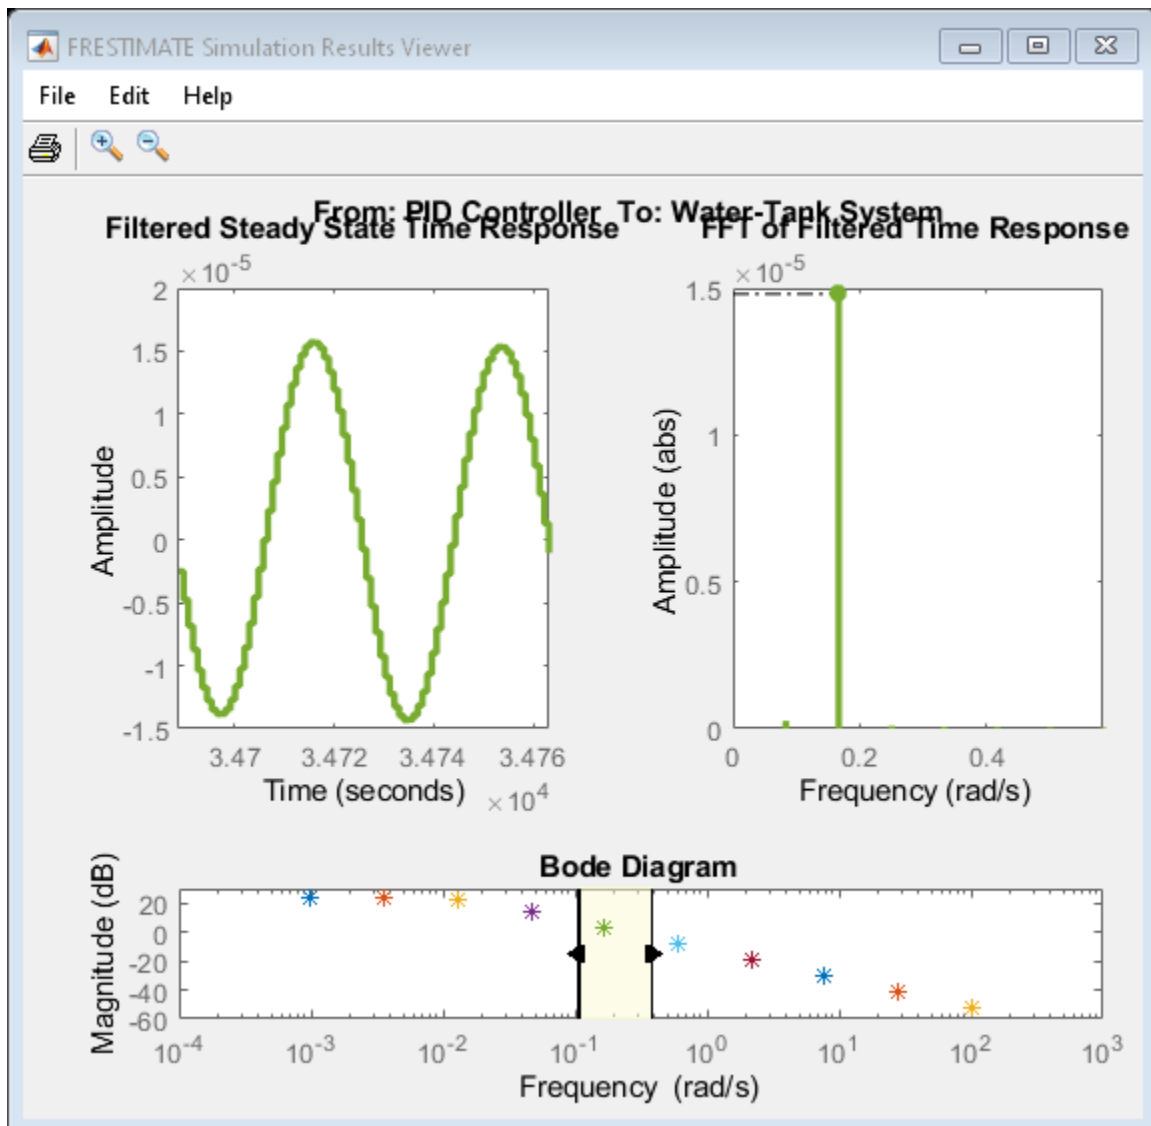 FRESTIMATE Simulation Results Viewer
File Edit Help
From: PID Controller To: Water-Tank System
Filtered Steady State Time Response
×10^-5
2
1.5
1
0.5
0
-0.5
-1
-1.5
Amplitude
3.47 3.472 3.474 3.476
Time (seconds) ×10^4
FFT of Filtered Time Response
×10^-5
1.5
1
0.5
0
Amplitude (abs)
0 0.2 0.4
Frequency (rad/s)
Bode Diagram
Magnitude (dB)
20
0
-20
-40
-60
10^-4 10^-3 10^-2 10^-1 10^0 10^1 10^2 10^3
Frequency (rad/s)